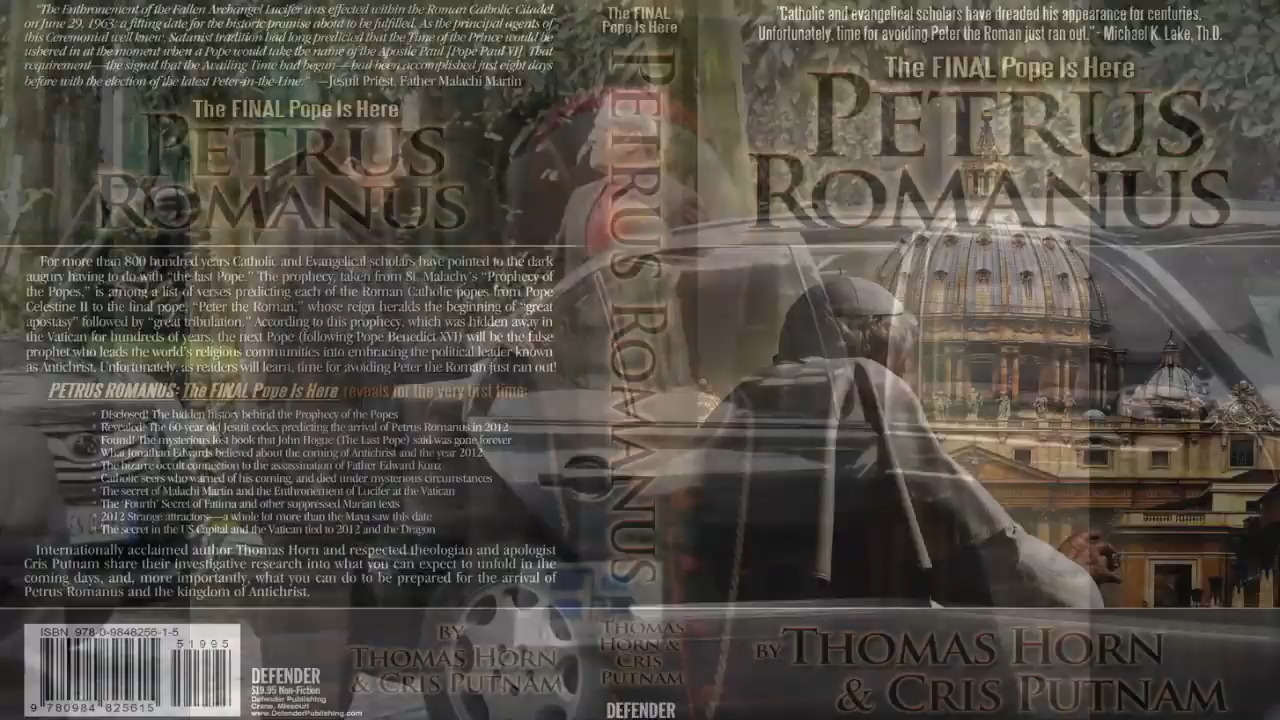 "The Enthronement of the Fallen Archangel Lucifer was effected within the Roman Catholic Citadel
on June 29, 1963; a fitting date for the historic promise about to be fulfilled. As the principal agents of
this Ceremonial well knew, Satanist tradition had long predicted that the Time of the Prince would be
ushered in at the moment when a Pope would take the name of the Apostle Paul [Pope Paul VI]. That
requirement—the signal that the Availing Time had begun—had been accomplished just eight days
before with the election of the latest Peter-in-the-Line." —Jesuit Priest, Father Malachi Martin
The FINAL Pope Is Here
PETRUS
ROMANUS
For more than 800 hundred years Catholic and Evangelical scholars have pointed to the dark
augury having to do with "the last Pope." The prophecy, taken from St. Malachy's "Prophecy of
the Popes," is among a list of verses predicting each of the Roman Catholic popes from Pope
Celestine II to the final pope, "Peter the Roman," whose reign heralds the beginning of "great
apostasy" followed by "great tribulation." According to this prophecy, which was hidden away in
the Vatican for hundreds of years, the next Pope (following Pope Benedict XVI) will be the false
prophet who leads the world's religious communities into embracing the political leader known
as Antichrist. Unfortunately, as readers will learn, time for avoiding Peter the Roman just ran out!
PETRUS ROMANUS: The FINAL Pope Is Here reveals for the very first time:
• Disclosed! The hidden history behind the Prophecy of the Popes
• Revealed! The 60-year old Jesuit codex predicting the arrival of Petrus Romanus in 2012
• Found! The mysterious lost book that John Hogue (The Last Pope) said was gone forever
• What Jonathan Edwards believed about the coming of Antichrist and the year 2012
• The bizarre occult connection to the assassination of Father Edward Kunz
• Catholic seers who warned of his coming, and died under mysterious circumstances
• The secret of Malachi Martin and the Enthronement of Lucifer at the Vatican
• The "Fourth" Secret of Fatima and other suppressed Marian texts
• 2012 Strange attractors—a whole lot more than the Maya saw this date
• The secret in the US Capital and the Vatican tied to 2012 and the Dragon
Internationally acclaimed author Thomas Horn and respected theologian and apologist
Cris Putnam share their investigative research into what you can expect to unfold in the
coming days, and, more importantly, what you can do to be prepared for the arrival of
Petrus Romanus and the kingdom of Antichrist.
ISBN 978-0-9848256-1-5
51995
9 780984 825615
DEFENDER
$19.95 Non-Fiction
Defender Publishing
Crane, Missouri
www.DefenderPublishing.com
BY
THOMAS HORN
& CRIS PUTNAM
The FINAL
Pope Is Here
PETRUS ROMANUS
THOMAS
HORN &
CRIS
PUTNAM
DEFENDER
"Catholic and evangelical scholars have dreaded his appearance for centuries.
Unfortunately, time for avoiding Peter the Roman just ran out." - Michael K. Lake, Th.D.
The FINAL Pope Is Here
PETRUS
ROMANUS
BY THOMAS HORN
& CRIS PUTNAM